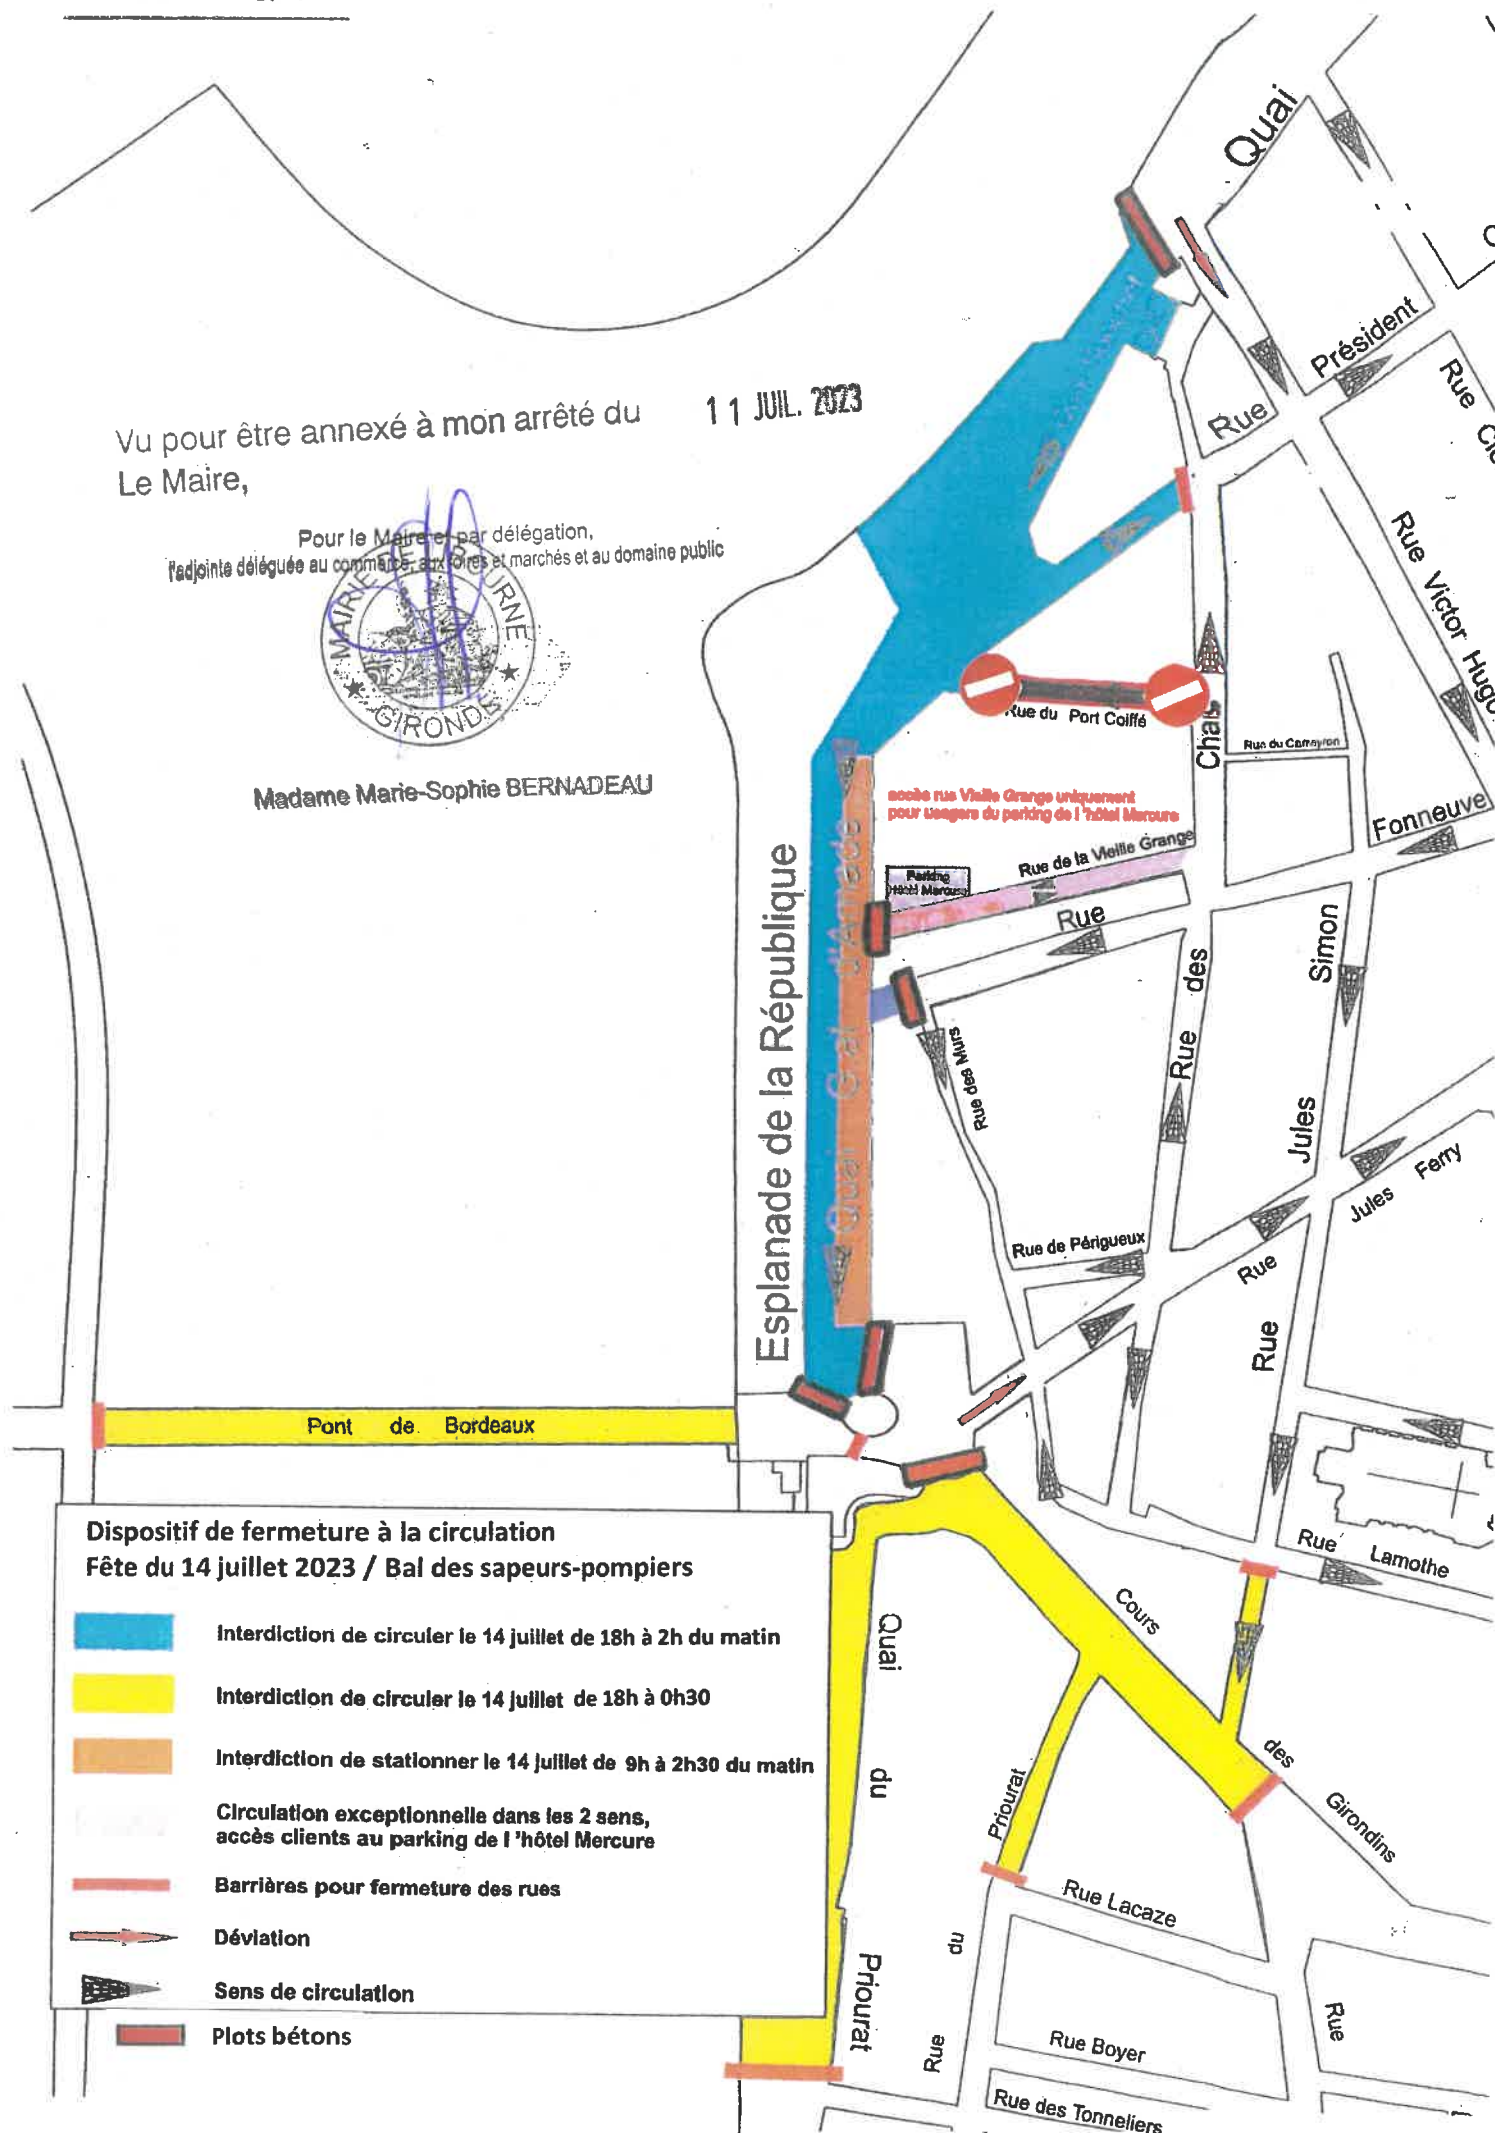 Vu pour être annexé à mon arrêté du 11 JUIL. 2023
Le Maire,
Pour le Maire et par délégation,
l'adjointe déléguée au commerce, aux foires et marchés et au domaine public
MAIRIE DE LIBOURNE
GIRONDE
Madame Marie-Sophie BERNADEAU
Quai
Président
Rue
Rue
Rue Victor Hugo
Rue du Port Coiffé
Chais
Rue du Carreyron
accès rue Vieille Grange uniquement
pour usagers du parking de l 'hôtel Mercure
Fonneuve
Parking
Hôtel Mercure
Rue de la Vieille Grange
Rue
Esplanade de la République
Quai Gal d'Amade
Rue des Murs
Rue des
Simon
Jules
Rue
Jules Ferry
Rue
Rue de Périgueux
Pont de Bordeaux
Rue Lamothe
Cours
des
Girondins
Quai
du
Priourat
Priourat
du
Rue
Rue Lacaze
Rue
Rue Boyer
Rue des Tonneliers
Dispositif de fermeture à la circulation
Fête du 14 juillet 2023 / Bal des sapeurs-pompiers
Interdiction de circuler le 14 juillet de 18h à 2h du matin
Interdiction de circuler le 14 juillet de 18h à 0h30
Interdiction de stationner le 14 juillet de 9h à 2h30 du matin
Circulation exceptionnelle dans les 2 sens,
accès clients au parking de l 'hôtel Mercure
Barrières pour fermeture des rues
Déviation
Sens de circulation
Plots bétons